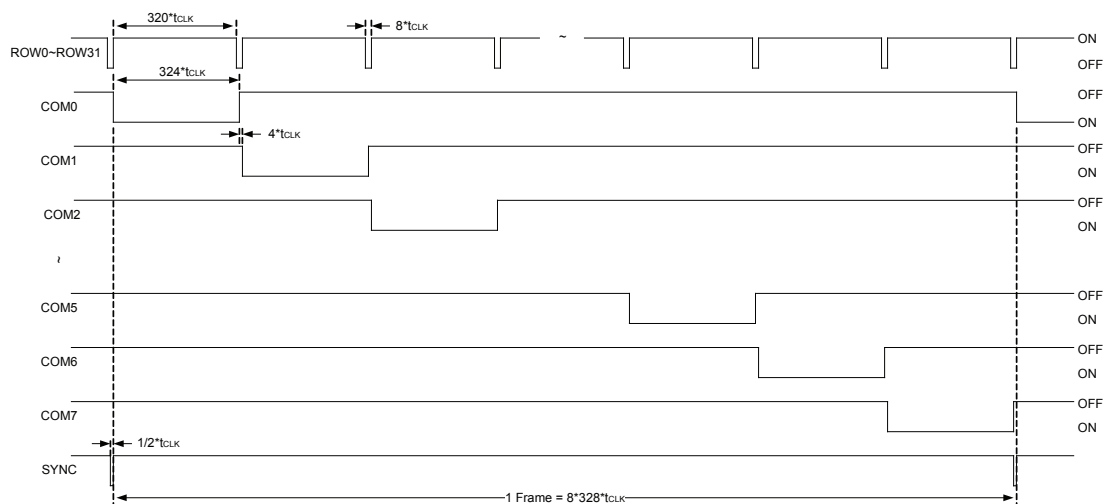 320*tCLK
8*tCLK
ROW0~ROW31
~
ON
OFF
324*tCLK
COM0
OFF
ON
4*tCLK
COM1
OFF
ON
COM2
OFF
ON
~
COM5
OFF
ON
COM6
OFF
ON
COM7
OFF
ON
1/2*tCLK
SYNC
1 Frame = 8*328*tCLK